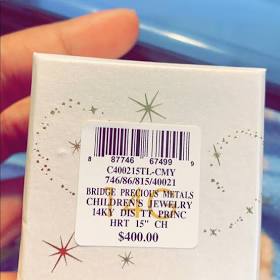 8 87746 67499 9
C400215TL-CMY
746/86/815/40021
BRIDGE PRECIOUS METALS
CHILDREN'S JEWELRY
14KY DIS TT PRINC
HRT 15" CH
$400.00